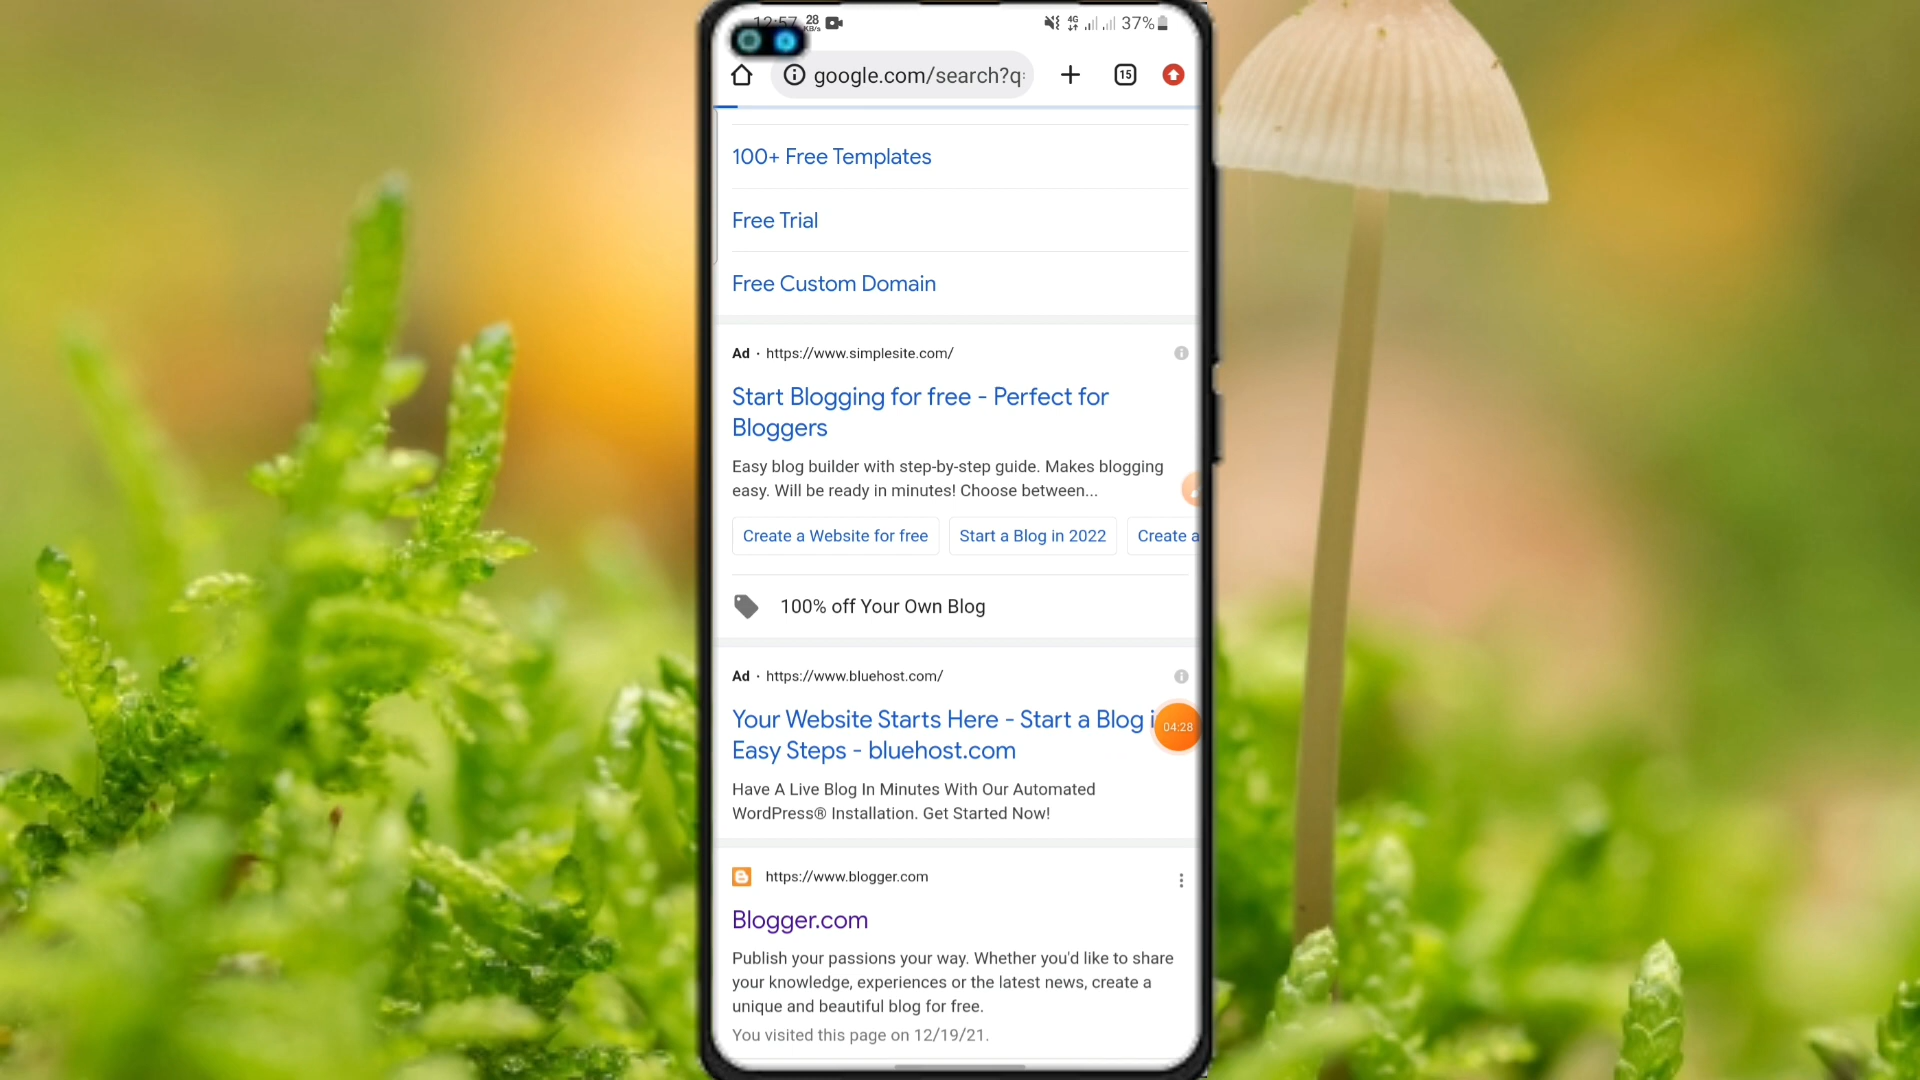 12:57 28 KB/s 4G 37%
google.com/search?q= 15
100+ Free Templates
Free Trial
Free Custom Domain
Ad · https://www.simplesite.com/
Start Blogging for free - Perfect for
Bloggers
Easy blog builder with step-by-step guide. Makes blogging
easy. Will be ready in minutes! Choose between...
Create a Website for free Start a Blog in 2022 Create a
100% off Your Own Blog
Ad · https://www.bluehost.com/
Your Website Starts Here - Start a Blog i
04:28
Easy Steps - bluehost.com
Have A Live Blog In Minutes With Our Automated
WordPress® Installation. Get Started Now!
https://www.blogger.com
Blogger.com
Publish your passions your way. Whether you'd like to share
your knowledge, experiences or the latest news, create a
unique and beautiful blog for free.
You visited this page on 12/19/21.